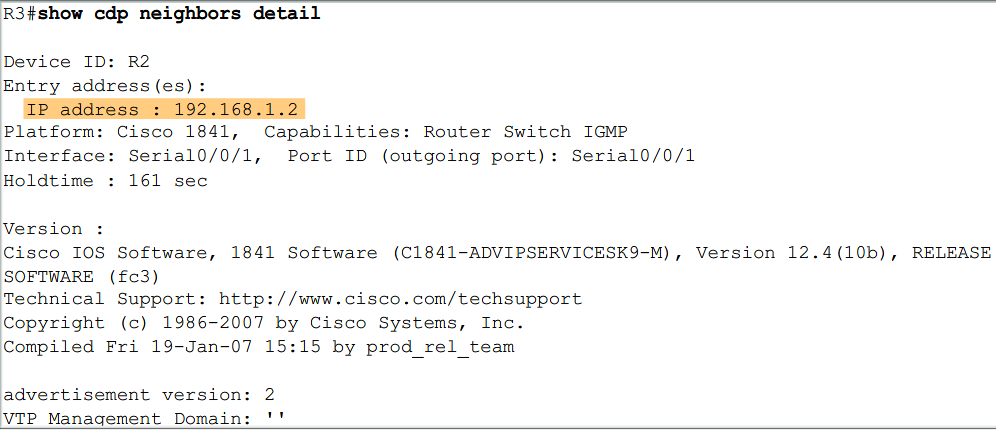 R3#show cdp neighbors detail
Device ID: R2
Entry address(es):
IP address : 192.168.1.2
Platform: Cisco 1841,  Capabilities: Router Switch IGMP
Interface: Serial0/0/1,  Port ID (outgoing port): Serial0/0/1
Holdtime : 161 sec
Version :
Cisco IOS Software, 1841 Software (C1841-ADVIPSERVICESK9-M), Version 12.4(10b), RELEASE
SOFTWARE (fc3)
Technical Support: http://www.cisco.com/techsupport
Copyright (c) 1986-2007 by Cisco Systems, Inc.
Compiled Fri 19-Jan-07 15:15 by prod_rel_team
advertisement version: 2
VTP Management Domain: ''